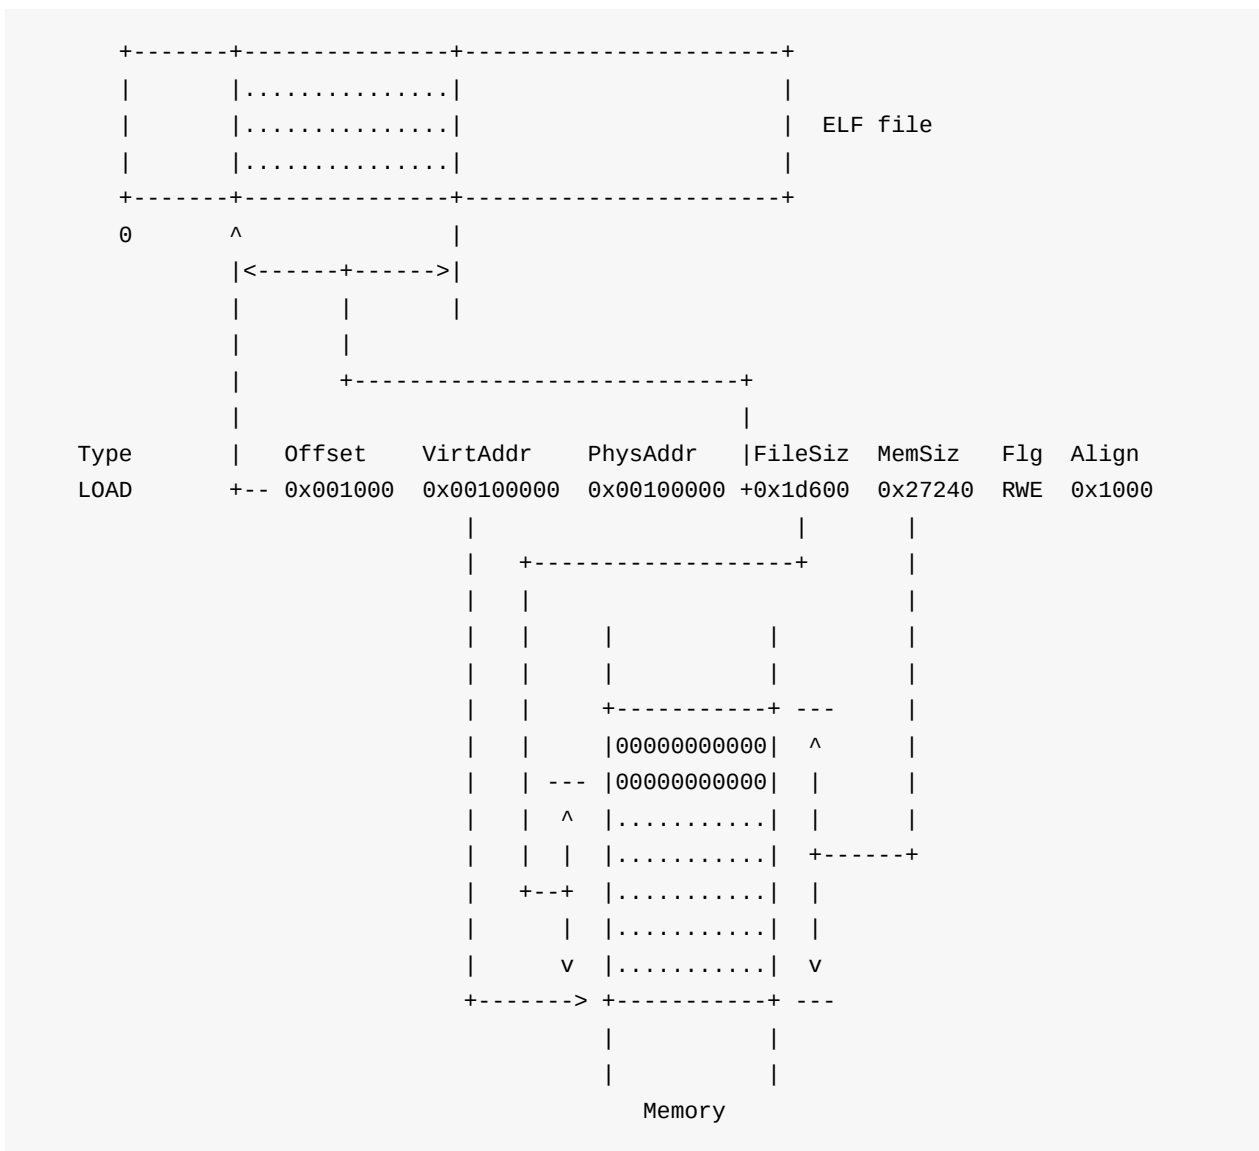 +-------+---------------+-----------------------+
|       |...............|                       |
|       |...............|                       |  ELF file
|       |...............|                       |
+-------+---------------+-----------------------+
0       ^               |
        |<------+------>|
        |       |       |
        |       |
        |       +----------------------------+
        |                                    |
Type       |   Offset    VirtAddr    PhysAddr   |FileSiz  MemSiz   Flg  Align
LOAD       +-- 0x001000  0x00100000  0x00100000 +0x1d600  0x27240  RWE  0x1000
                            |                       |       |
                            |   +-------------------+       |
                            |   |                           |
                            |   |     |           |         |
                            |   |     |           |         |
                            |   |     +-----------+ ---     |
                            |   |     |00000000000|  ^      |
                            |   | --- |00000000000|  |      |
                            |   |  ^  |...........|  |      |
                            |   |  |  |...........|  +------+
                            |   +--+  |...........|  |
                            |      |  |...........|  |
                            |      v  |...........|  v
                            +-------> +-----------+ ---
                                      |           |
                                      |           |
                                         Memory